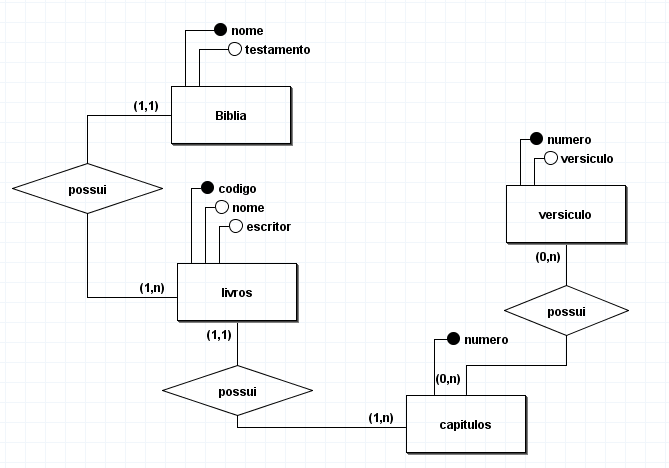 nome
testamento
(1,1)
Biblia
numero
versiculo
possui
codigo
nome
escritor
versiculo
(0,n)
(1,n)
livros
possui
(1,1)
numero
(0,n)
possui
(1,n)
capitulos